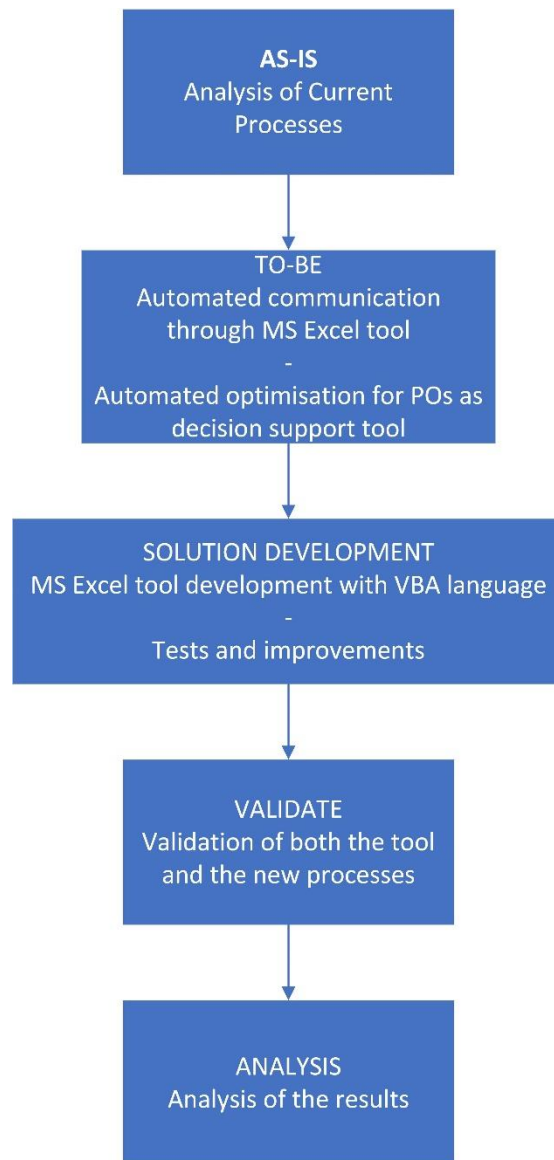 AS-IS
Analysis of Current
Processes
TO-BE
Automated communication
through MS Excel tool
-
Automated optimisation for POs as
decision support tool
SOLUTION DEVELOPMENT
MS Excel tool development with VBA language
-
Tests and improvements
VALIDATE
Validation of both the tool
and the new processes
ANALYSIS
Analysis of the results